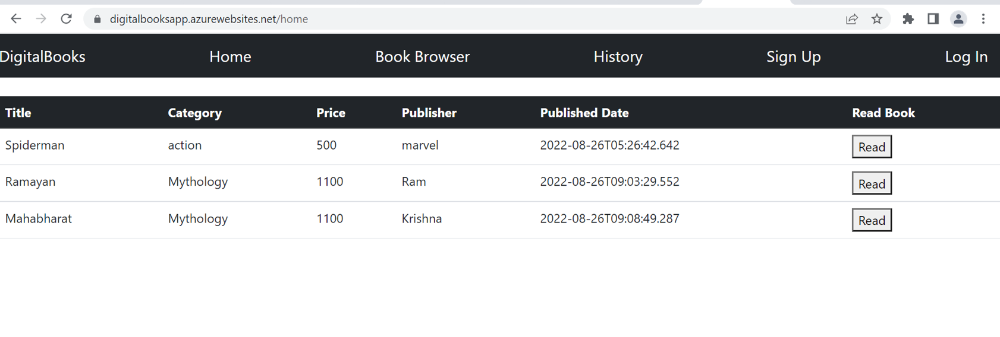 digitalbooksapp.azurewebsites.net/home
DigitalBooks Home Book Browser History Sign Up Log In
Title Category Price Publisher Published Date Read Book
Spiderman action 500 marvel 2022-08-26T05:26:42.642 Read
Ramayan Mythology 1100 Ram 2022-08-26T09:03:29.552 Read
Mahabharat Mythology 1100 Krishna 2022-08-26T09:08:49.287 Read